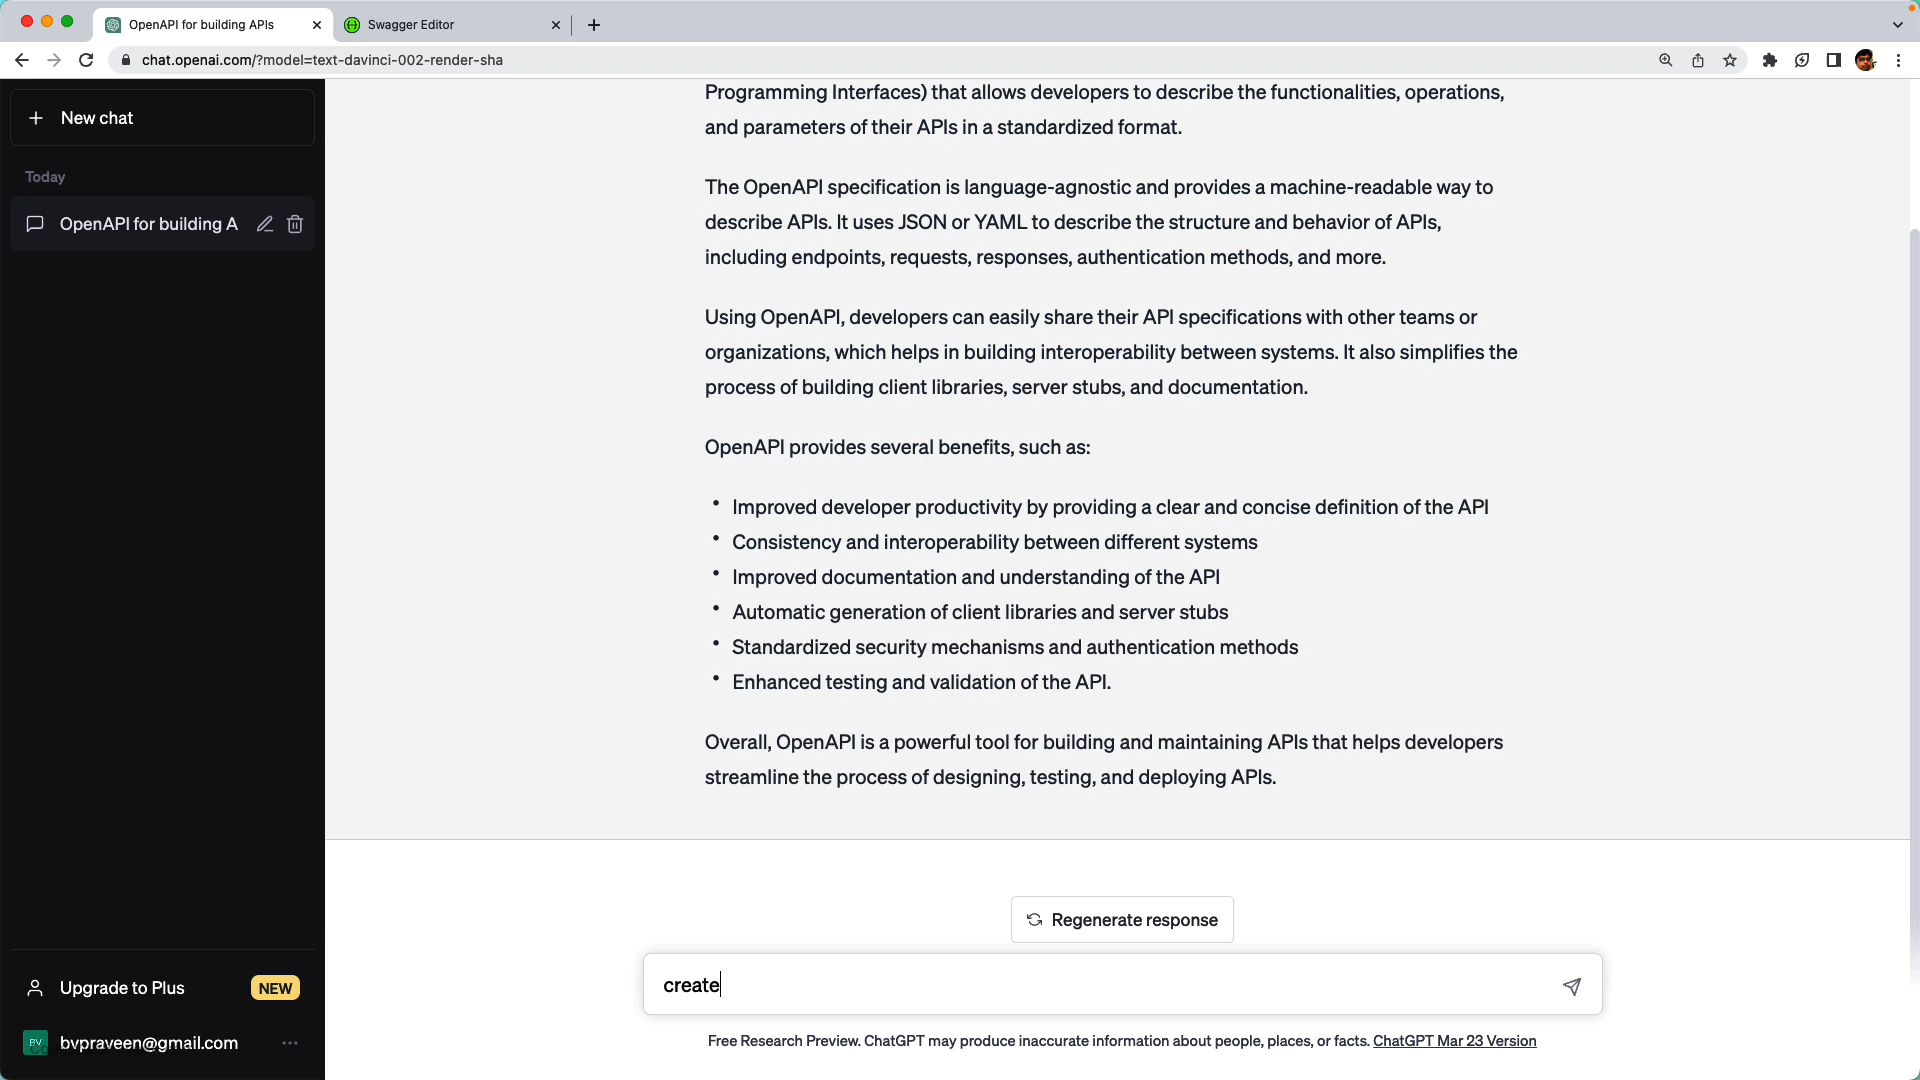 OpenAPI for building APIs
Swagger Editor
chat.openai.com/?model=text-davinci-002-render-sha
New chat
Today
OpenAPI for building A
Programming Interfaces) that allows developers to describe the functionalities, operations,
and parameters of their APIs in a standardized format.
The OpenAPI specification is language-agnostic and provides a machine-readable way to
describe APIs. It uses JSON or YAML to describe the structure and behavior of APIs,
including endpoints, requests, responses, authentication methods, and more.
Using OpenAPI, developers can easily share their API specifications with other teams or
organizations, which helps in building interoperability between systems. It also simplifies the
process of building client libraries, server stubs, and documentation.
OpenAPI provides several benefits, such as:
• Improved developer productivity by providing a clear and concise definition of the API
• Consistency and interoperability between different systems
• Improved documentation and understanding of the API
• Automatic generation of client libraries and server stubs
• Standardized security mechanisms and authentication methods
• Enhanced testing and validation of the API.
Overall, OpenAPI is a powerful tool for building and maintaining APIs that helps developers
streamline the process of designing, testing, and deploying APIs.
Regenerate response
create
Upgrade to Plus NEW
BV bvpraveen@gmail.com
Free Research Preview. ChatGPT may produce inaccurate information about people, places, or facts. ChatGPT Mar 23 Version